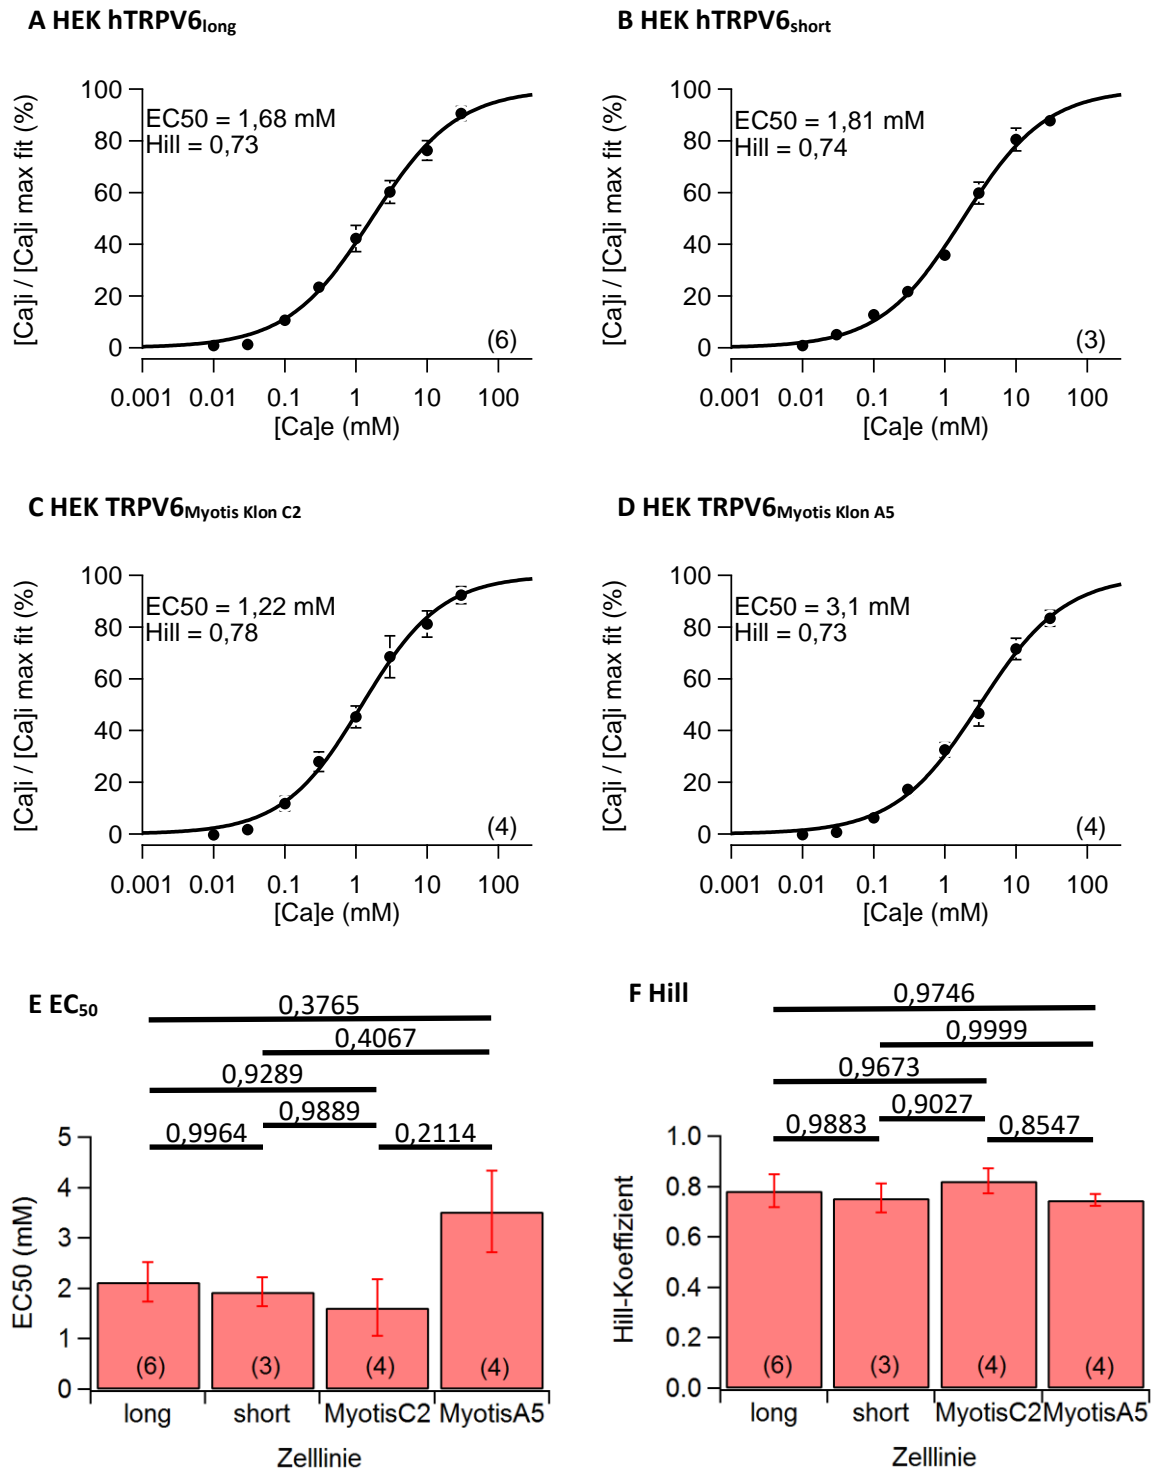 A HEK hTRPV6long
100
80
60
40
20
0
[Ca]i / [Ca]i max fit (%)
EC50 = 1,68 mM
Hill = 0,73
(6)
0.001 0.01 0.1 1 10 100
[Ca]e (mM)
B HEK hTRPV6short
100
80
60
40
20
0
[Ca]i / [Ca]i max fit (%)
EC50 = 1,81 mM
Hill = 0,74
(3)
0.001 0.01 0.1 1 10 100
[Ca]e (mM)
C HEK TRPV6Myotis Klon C2
100
80
60
40
20
0
[Ca]i / [Ca]i max fit (%)
EC50 = 1,22 mM
Hill = 0,78
(4)
0.001 0.01 0.1 1 10 100
[Ca]e (mM)
D HEK TRPV6Myotis Klon A5
100
80
60
40
20
0
[Ca]i / [Ca]i max fit (%)
EC50 = 3,1 mM
Hill = 0,73
(4)
0.001 0.01 0.1 1 10 100
[Ca]e (mM)
E EC50
0,3765
0,4067
0,9289
0,9889
0,9964
0,2114
5
4
3
2
1
0
EC50 (mM)
(6) (3) (4) (4)
long short MyotisC2 MyotisA5
Zelllinie
F Hill
0,9746
0,9999
0,9673
0,9027
0,9883
0,8547
1.0
0.8
0.6
0.4
0.2
0.0
Hill-Koeffizient
(6) (3) (4) (4)
long short MyotisC2 MyotisA5
Zelllinie